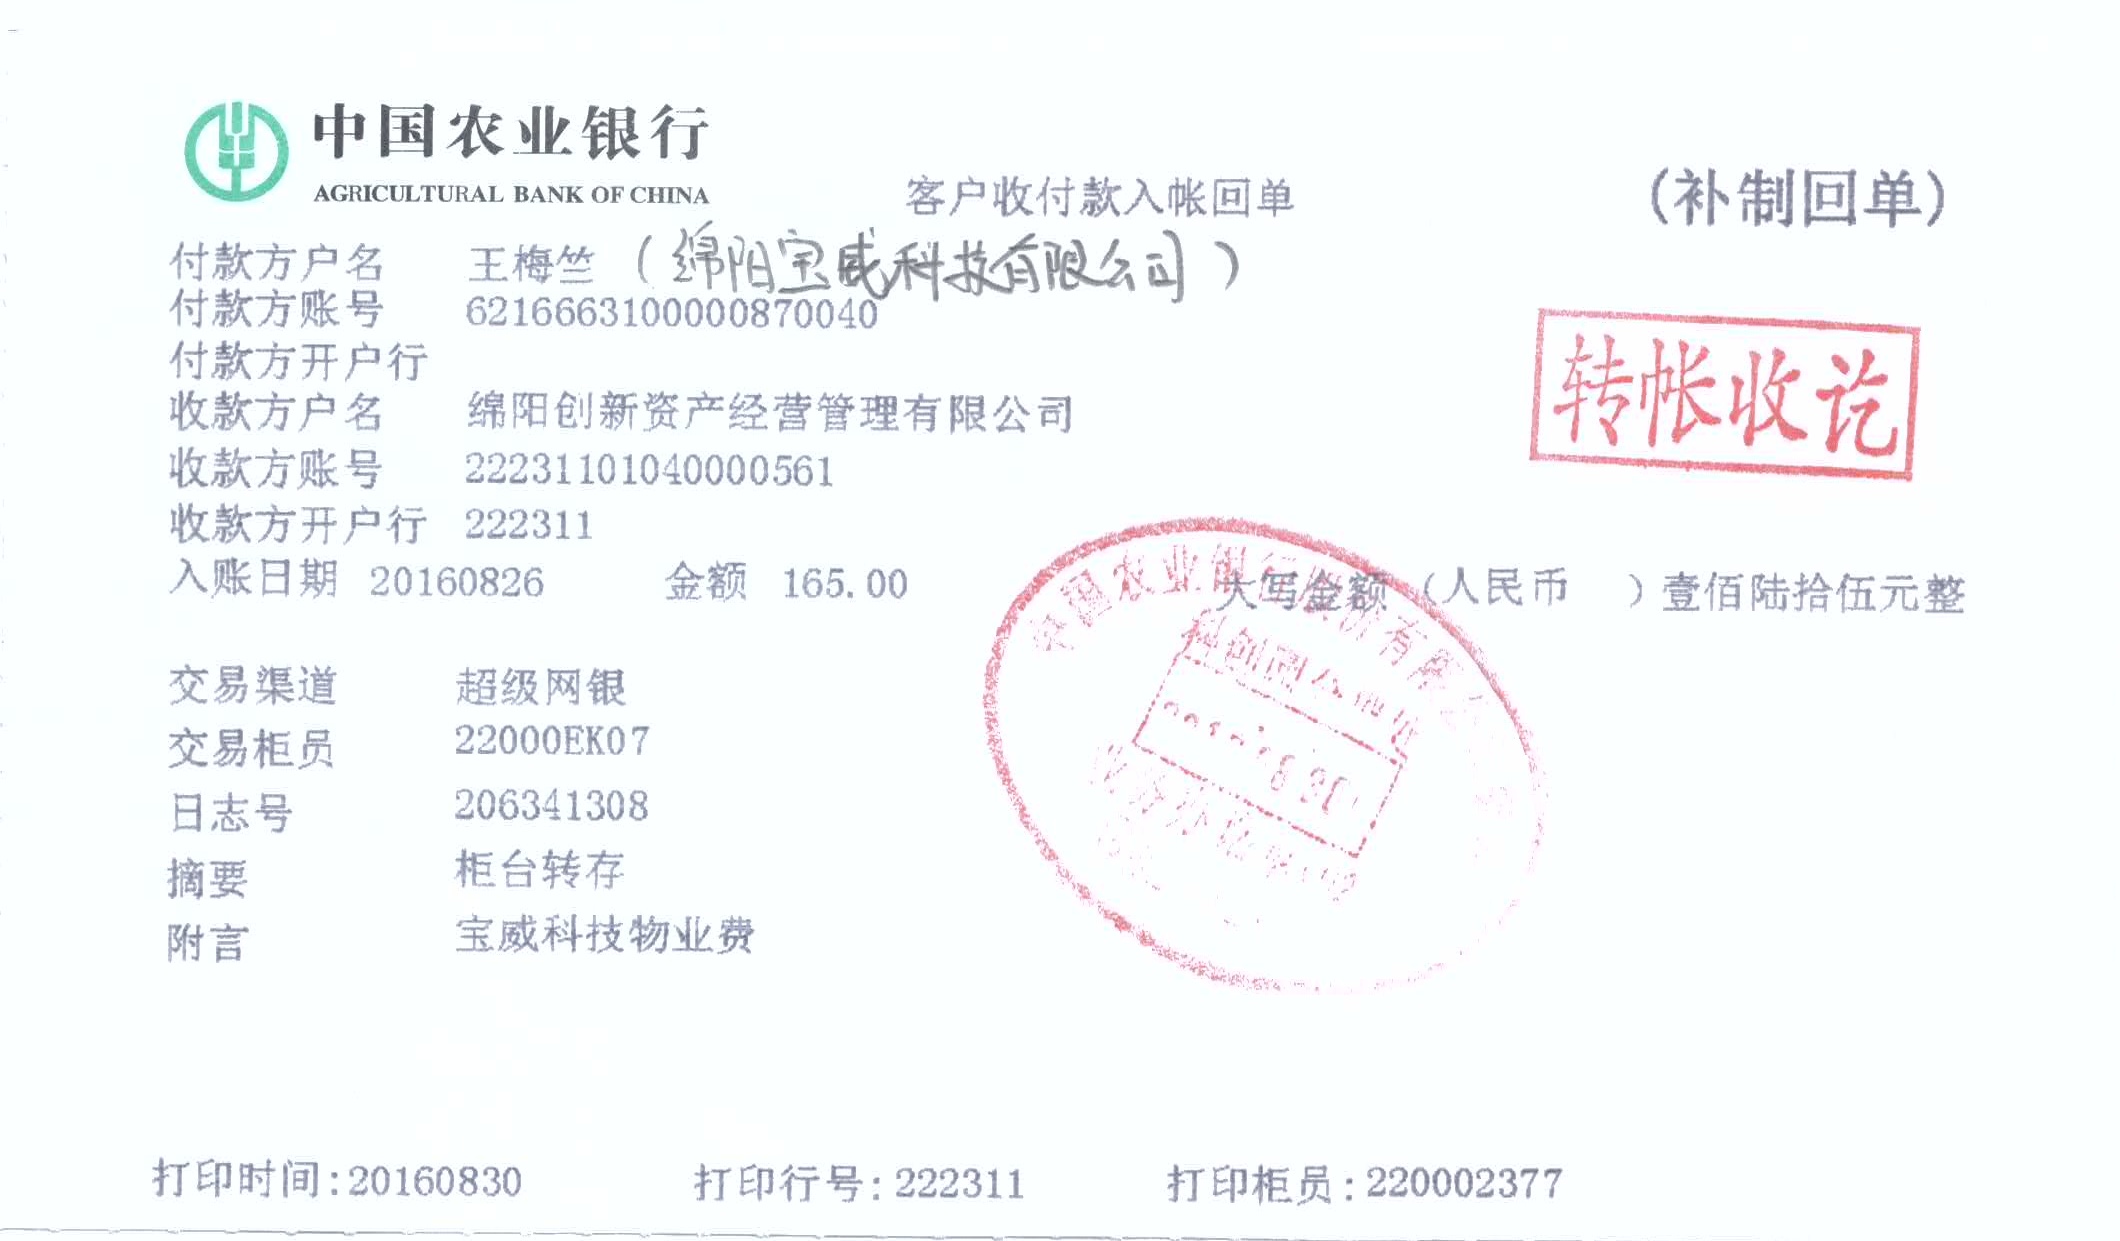 中国农业银行
AGRICULTURAL BANK OF CHINA
客户收付款入帐回单
(补制回单)
付款方户名 王梅竺 (绵阳宝威科技有限公司)
付款方账号 6216663100000870040
付款方开户行
转帐收讫
收款方户名 绵阳创新资产经营管理有限公司
收款方账号 22231101040000561
收款方开户行 222311
入账日期 20160826 金额 165.00 大写金额 (人民币 ) 壹佰陆拾伍元整
中国农业银行股份有限公
交易渠道 超级网银
交易柜员 22000EK07
日志号 206341308
摘要 柜台转存
附言 宝威科技物业费
打印时间:20160830 打印行号:222311 打印柜员:220002377